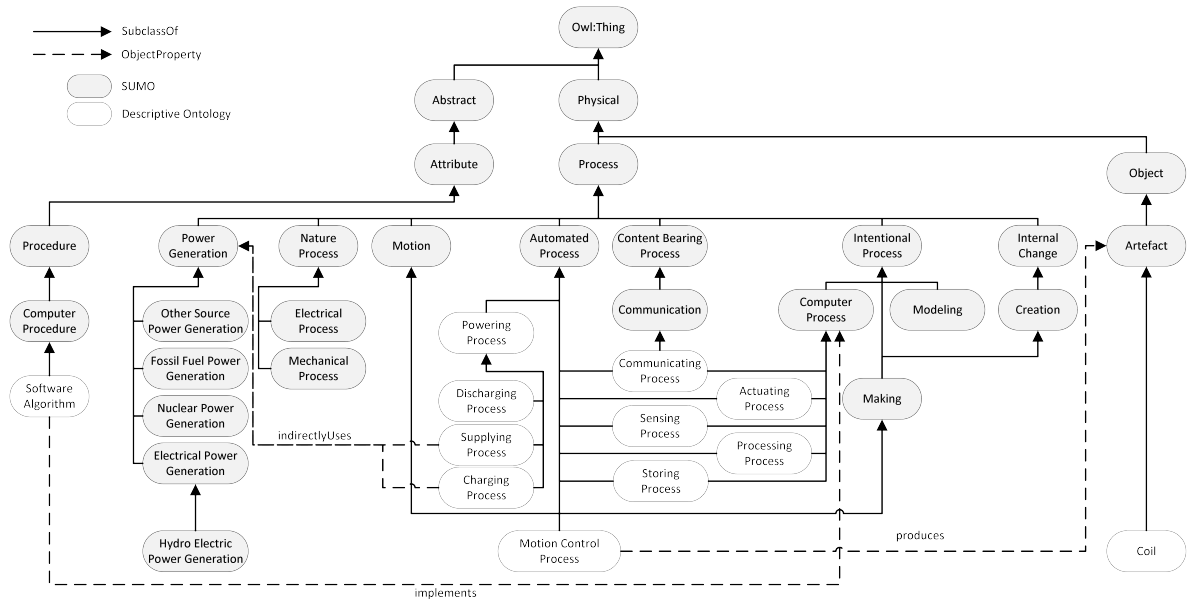 SubclassOf
ObjectProperty
SUMO
Descriptive Ontology
Owl:Thing
Abstract
Physical
Attribute
Process
Object
Procedure
Power
Generation
Nature
Process
Motion
Automated
Process
Content Bearing
Process
Intentional
Process
Internal
Change
Artefact
Computer
Procedure
Other Source
Power Generation
Electrical
Process
Powering
Process
Communication
Computer
Process
Modeling
Creation
Software
Algorithm
Fossil Fuel Power
Generation
Mechanical
Process
Communicating
Process
Discharging
Process
Actuating
Process
Making
Nuclear Power
Generation
Sensing
Process
indirectlyUses
Supplying
Process
Processing
Process
Electrical Power
Generation
Charging
Process
Storing
Process
Hydro Electric
Power Generation
Motion Control
Process
produces
Coil
implements